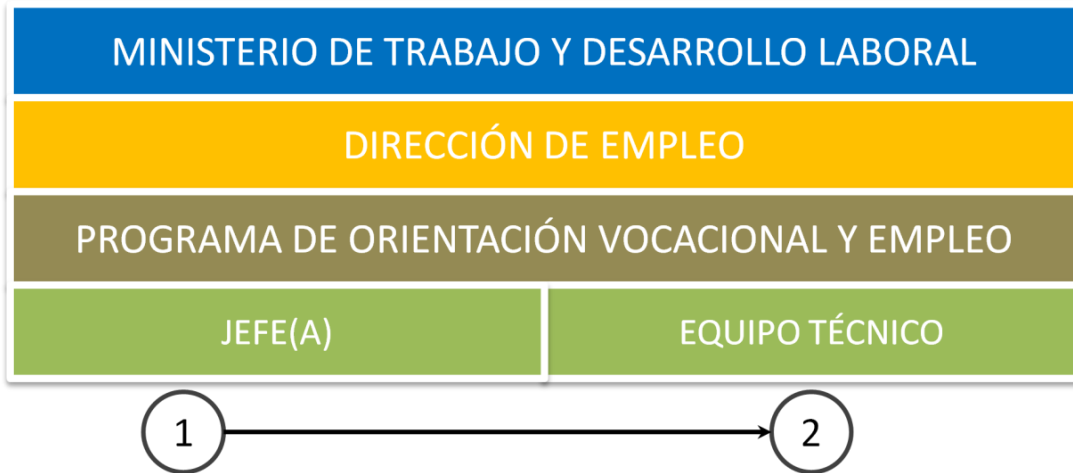 MINISTERIO DE TRABAJO Y DESARROLLO LABORAL
DIRECCIÓN DE EMPLEO
PROGRAMA DE ORIENTACIÓN VOCACIONAL Y EMPLEO
JEFE(A)
EQUIPO TÉCNICO
1
2